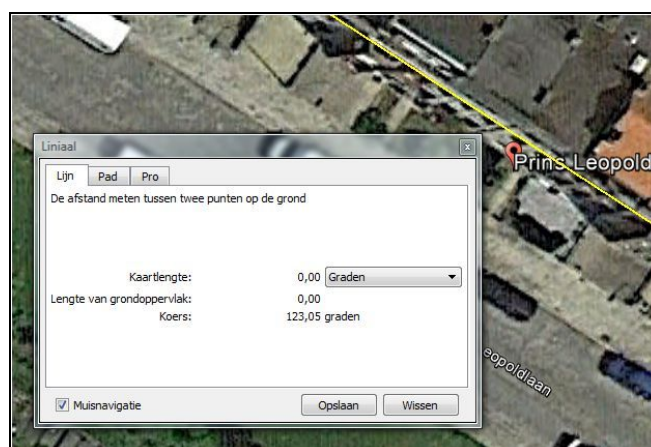 Prins Leopold
Liniaal
Lijn Pad Pro
De afstand meten tussen twee punten op de grond
Kaartlengte: 0,00 Graden
Lengte van grondoppervlak: 0,00
Koers: 123,05 graden
eopoldlaan
Muisnavigatie Opslaan Wissen